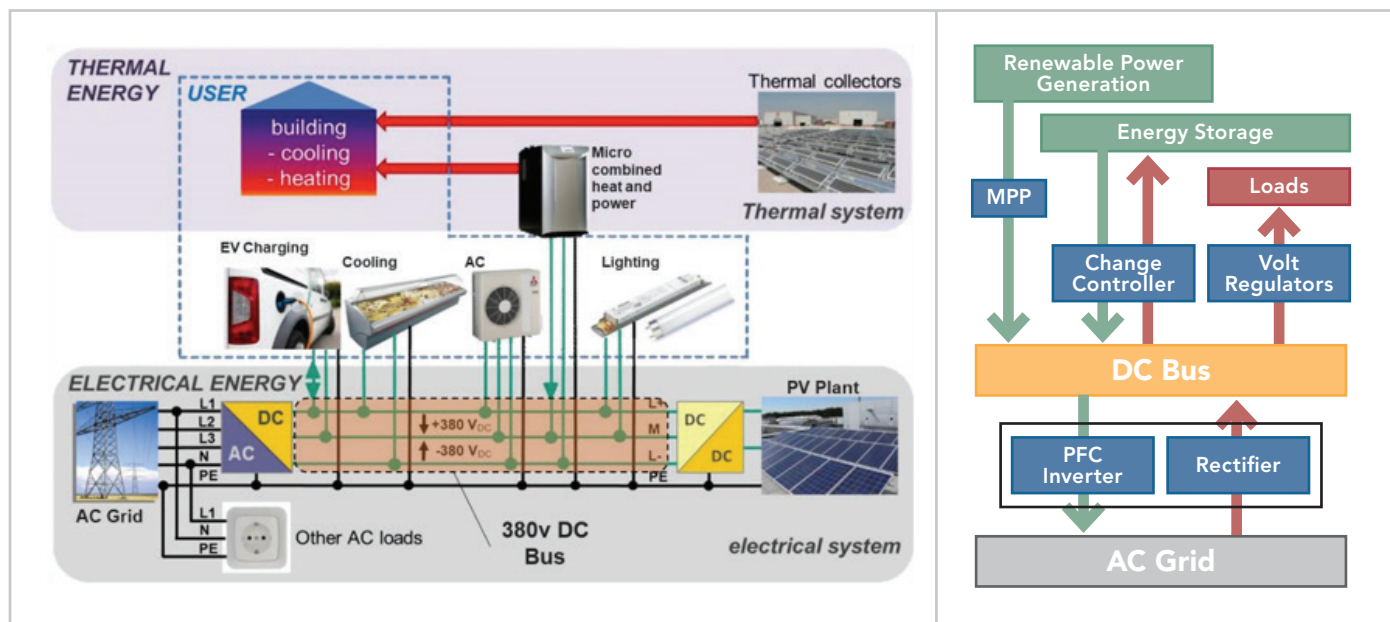 THERMAL
ENERGY
USER
building
- cooling
- heating
Thermal collectors
Micro
combined
heat and
power
Thermal system
EV Charging
Cooling
AC
Lighting
ELECTRICAL ENERGY
PV Plant
L1
L2
L3
N
PE
DC
AC
+380 VDC
-380 VDC
L+
M
L-
PE
DC
DC
AC Grid
L1
N
PE
Other AC loads
380v DC
Bus
electrical system
Renewable Power
Generation
Energy Storage
MPP
Loads
Change
Controller
Volt
Regulators
DC Bus
PFC
Inverter
Rectifier
AC Grid